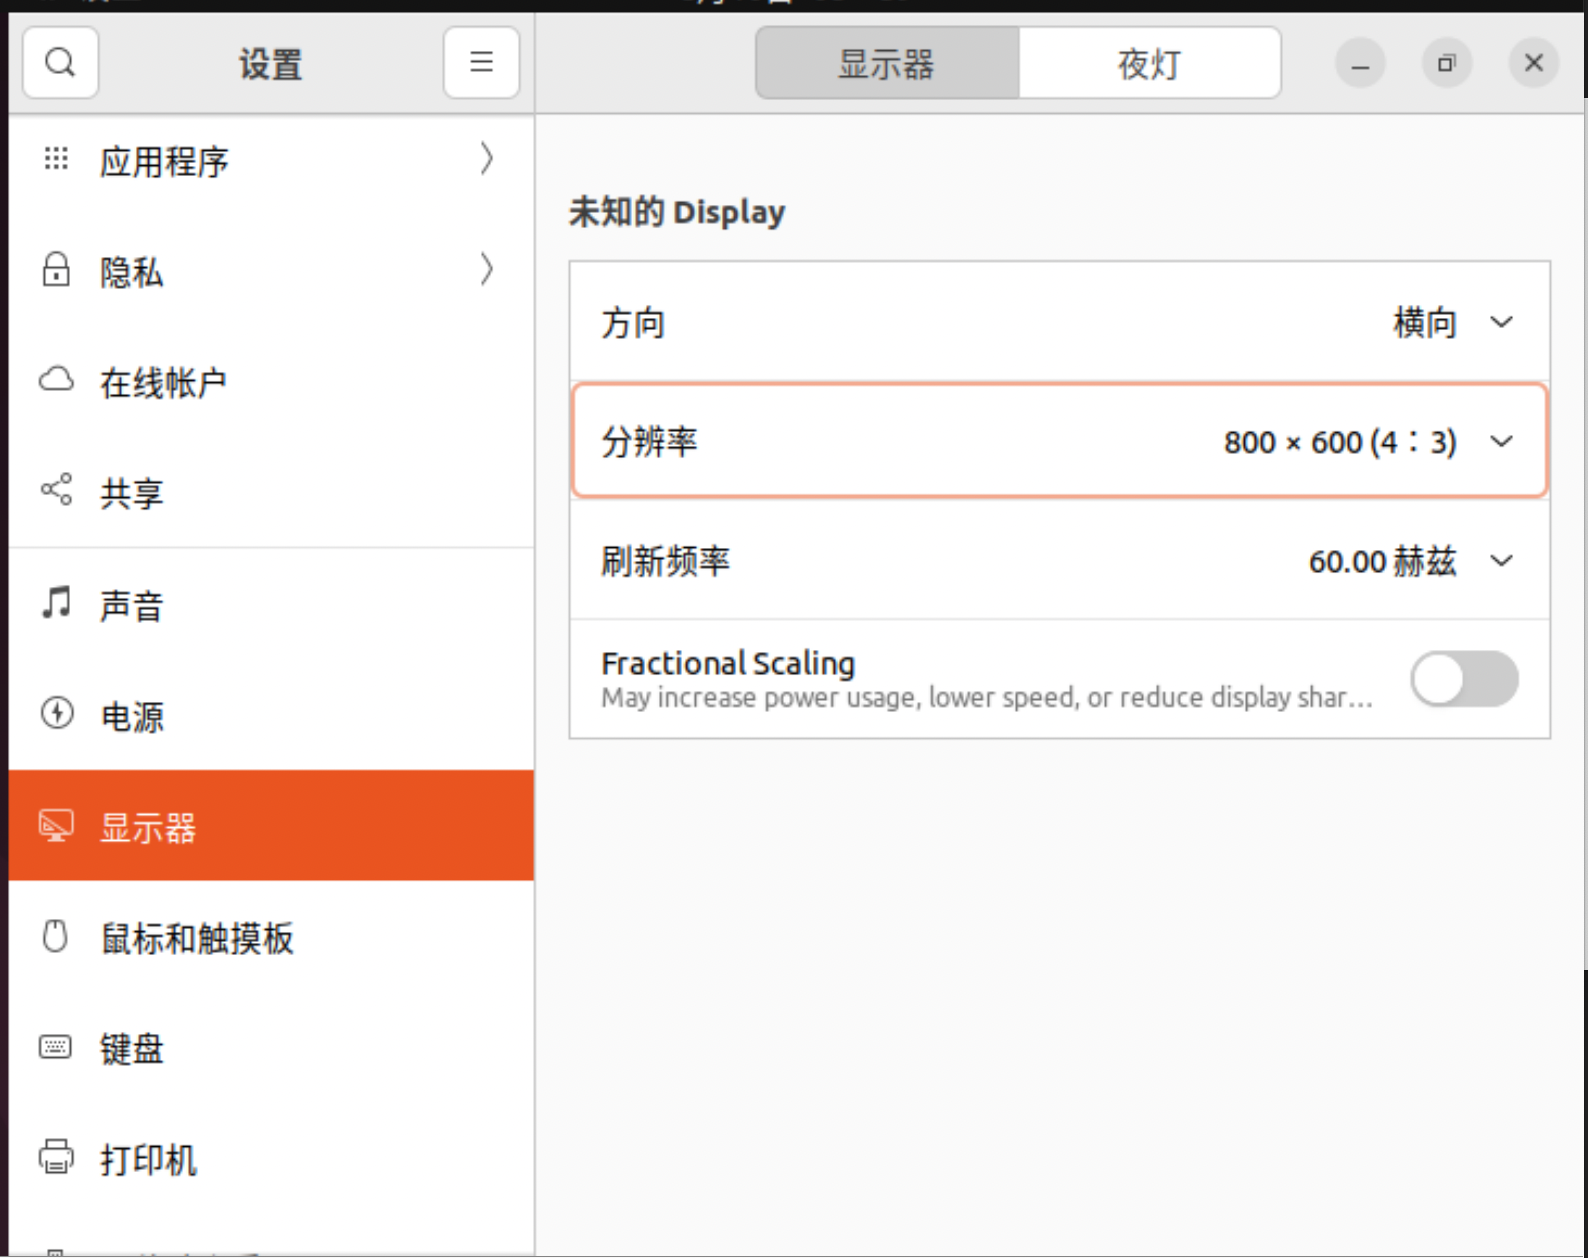 设置
显示器
夜灯
应用程序
隐私
在线帐户
共享
声音
电源
显示器
鼠标和触摸板
键盘
打印机
未知的 Display
方向
横向
分辨率
800 × 600 (4：3)
刷新频率
60.00 赫兹
Fractional Scaling
May increase power usage, lower speed, or reduce display shar…